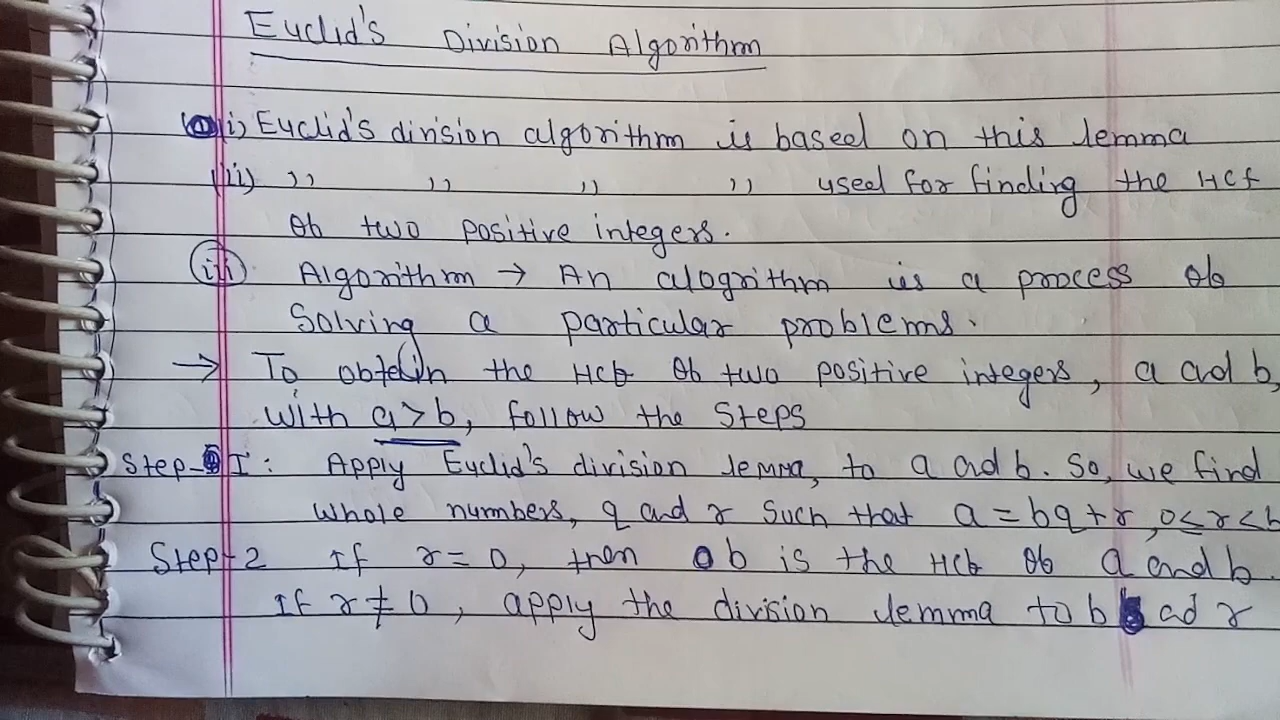 Euclid's Division Algorithm
(i) Euclid's division algorithm is based on this lemma
(ii) ,, ,, ,, ,, used for finding the HCF
of two positive integers.
(iii) Algorithm → An alogrithm is a process of
Solving a particular problems.
→ To obtain the HCF of two positive integers, a and b,
with a>b, follow the Steps
Step-I: Apply Euclid's division lemma, to a and b. So, we find
whole numbers, q and r such that a = bq + r, 0≤r<b
Step-2 If r = 0, then b is the HCF of a and b.
If r ≠ 0, apply the division lemma to b ad r